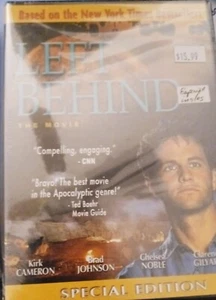 Based on the New York Times
$15.99
LEFT
BEHIND
THE MOVIE
"Compelling, engaging."
- CNN
"Bravo! The best movie
in the Apocalyptic genre!"
- Ted Baehr
Movie Guide
Kirk
CAMERON
Brad
JOHNSON
Chelsea
NOBLE
SPECIAL EDITION